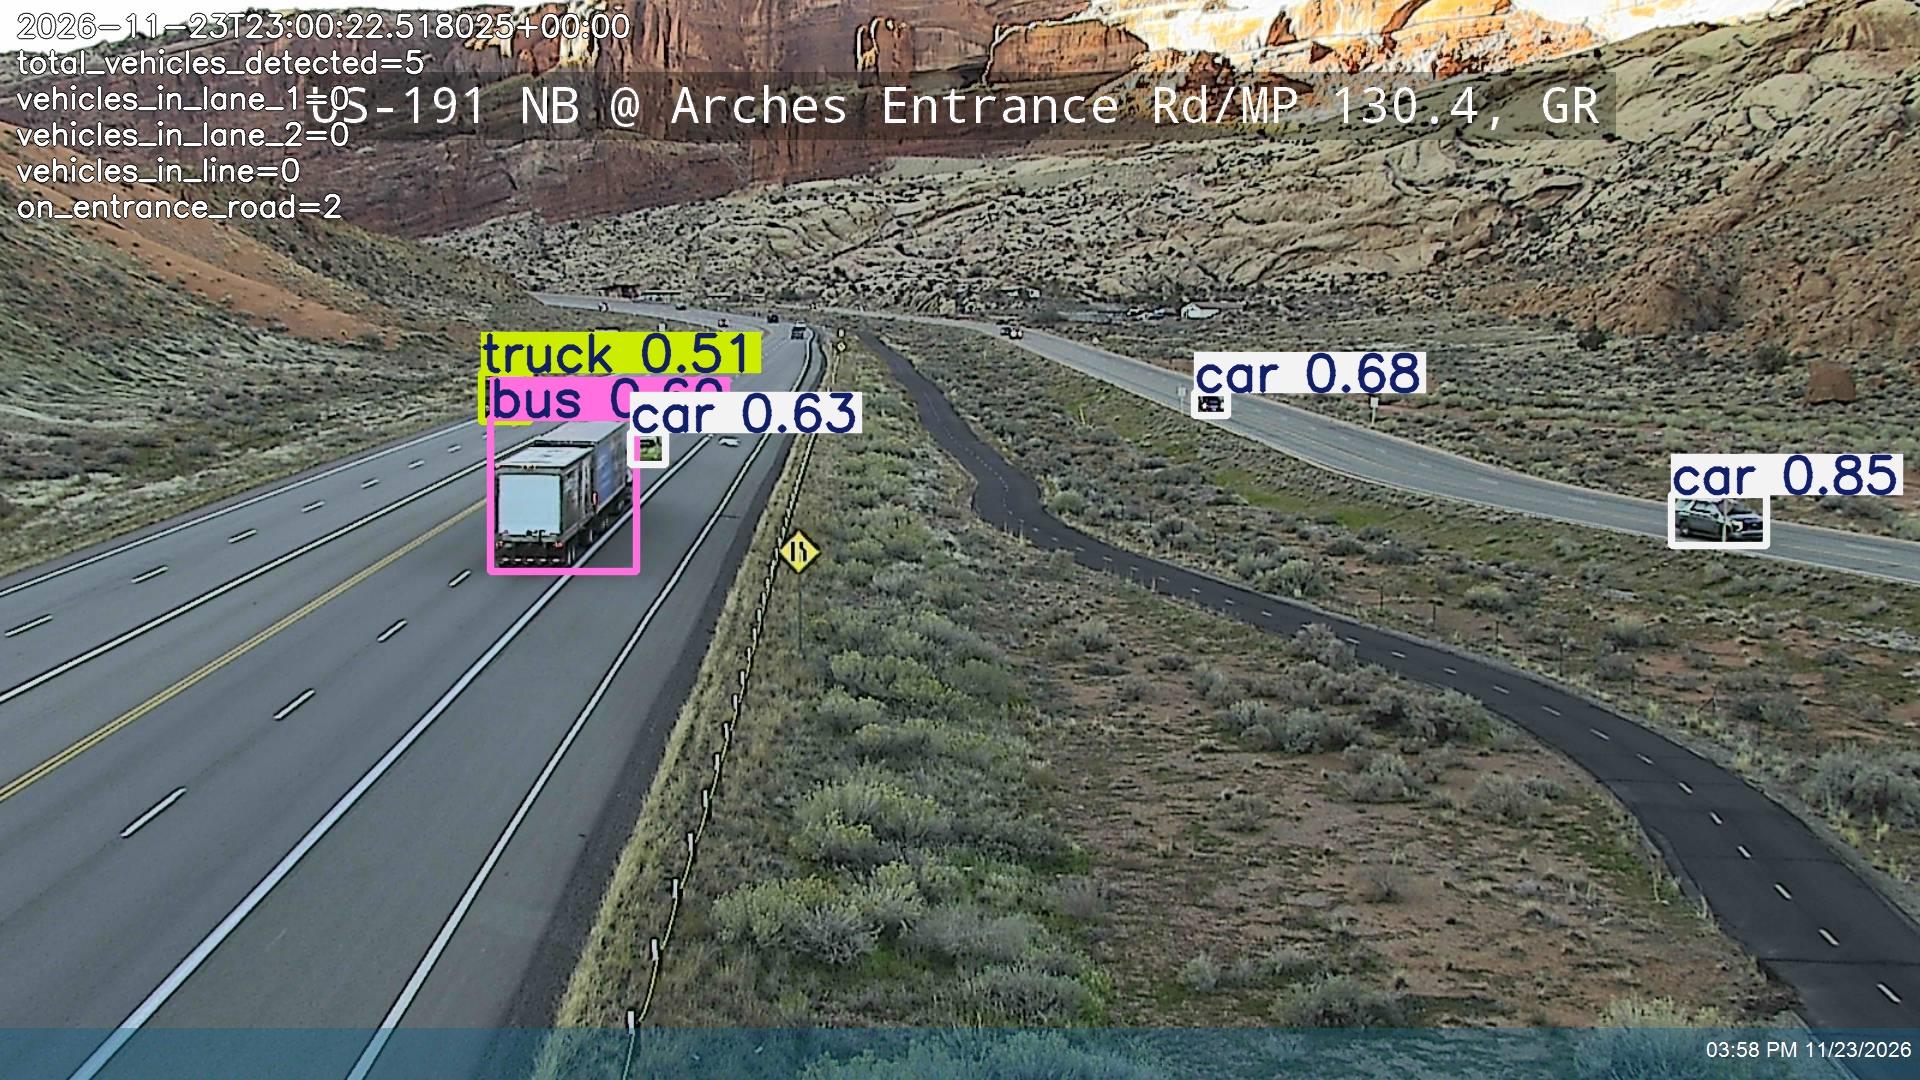 2026-11-23T23:00:22.518025+00:00
total_vehicles_detected=5
vehicles_in_lane_1=0
US-191 NB @ Arches Entrance Rd/MP 130.4, GR
vehicles_in_lane_2=0
vehicles_in_line=0
on_entrance_road=2
truck 0.51
bus
car 0.63
car 0.68
car 0.85
03:58 PM 11/23/2026